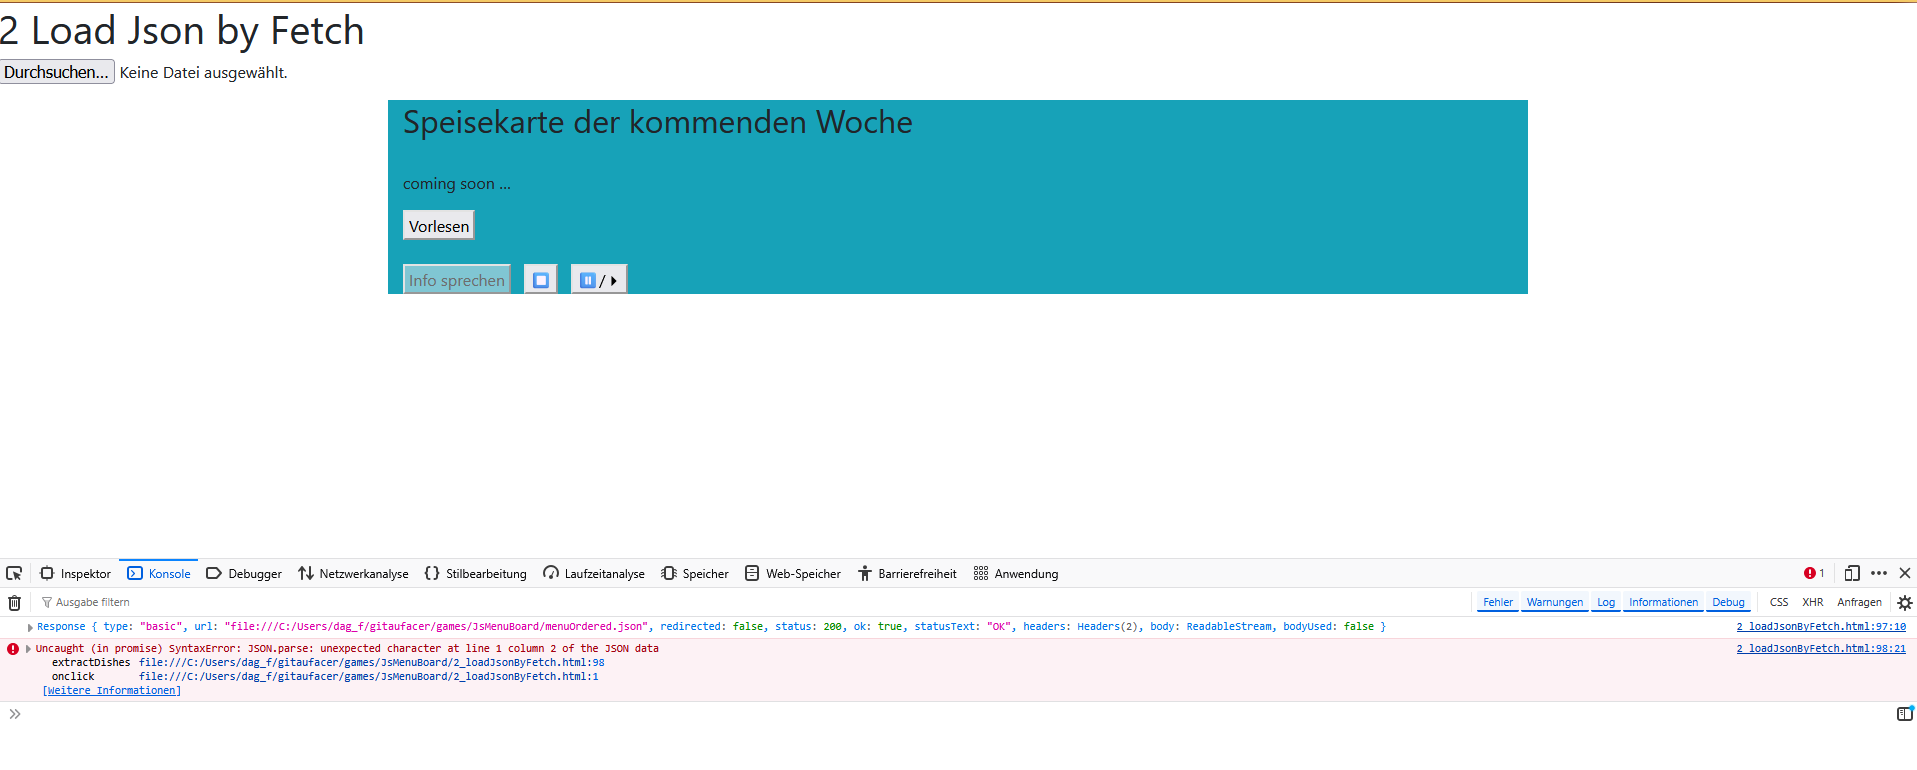 2 Load Json by Fetch
Durchsuchen... Keine Datei ausgewählt.
Speisekarte der kommenden Woche
coming soon ...
Vorlesen
Info sprechen /
Inspektor Konsole Debugger Netzwerkanalyse Stilbearbeitung Laufzeitanalyse Speicher Web-Speicher Barrierefreiheit Anwendung 1
Ausgabe filtern Fehler Warnungen Log Informationen Debug CSS XHR Anfragen
Response { type: "basic", url: "file:///C:/Users/dag_f/gitaufacer/games/JsMenuBoard/menuOrdered.json", redirected: false, status: 200, ok: true, statusText: "OK", headers: Headers(2), body: ReadableStream, bodyUsed: false } 2_loadJsonByFetch.html:97:10
Uncaught (in promise) SyntaxError: JSON.parse: unexpected character at line 1 column 2 of the JSON data 2_loadJsonByFetch.html:98:21
extractDishes file:///C:/Users/dag_f/gitaufacer/games/JsMenuBoard/2_loadJsonByFetch.html:98
onclick file:///C:/Users/dag_f/gitaufacer/games/JsMenuBoard/2_loadJsonByFetch.html:1
[Weitere Informationen]